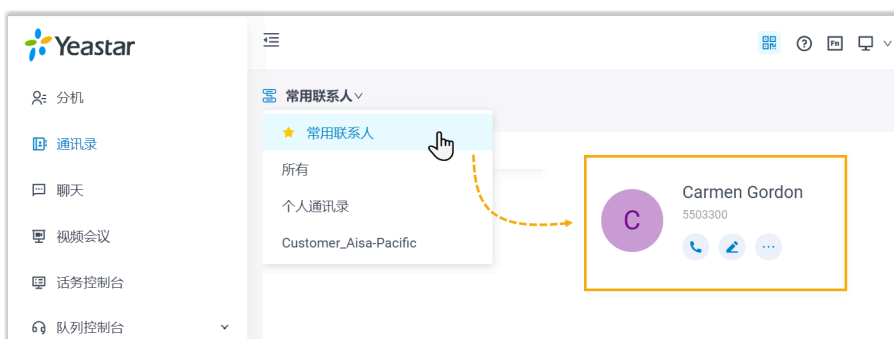 Yeastar
分机
通讯录
聊天
视频会议
话务控制台
队列控制台
Fn
常用联系人
常用联系人
所有
个人通讯录
Customer_Aisa-Pacific
C
Carmen Gordon
5503300